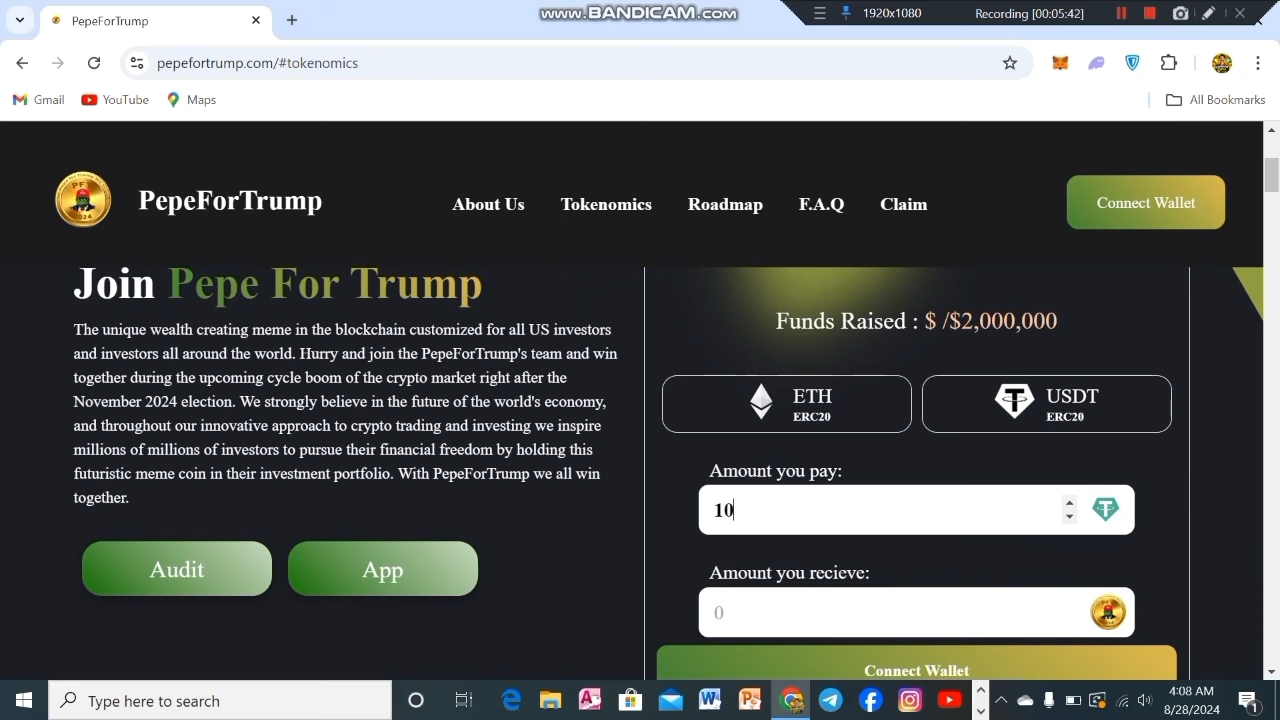 PepeForTrump
www.BANDICAM.com
1920x1080
Recording [00:05:42]
pepefortrump.com/#tokenomics
Gmail
YouTube
Maps
All Bookmarks
PepeForTrump
About Us
Tokenomics
Roadmap
F.A.Q
Claim
Connect Wallet
Join Pepe For Trump
The unique wealth creating meme in the blockchain customized for all US investors
and investors all around the world. Hurry and join the PepeForTrump's team and win
together during the upcoming cycle boom of the crypto market right after the
November 2024 election. We strongly believe in the future of the world's economy,
and throughout our innovative approach to crypto trading and investing we inspire
millions of millions of investors to pursue their financial freedom by holding this
futuristic meme coin in their investment portfolio. With PepeForTrump we all win
together.
Audit
App
Funds Raised : $ /$2,000,000
ETH
ERC20
USDT
ERC20
Amount you pay:
10
Amount you recieve:
0
Connect Wallet
Type here to search
4:08 AM
8/28/2024
1